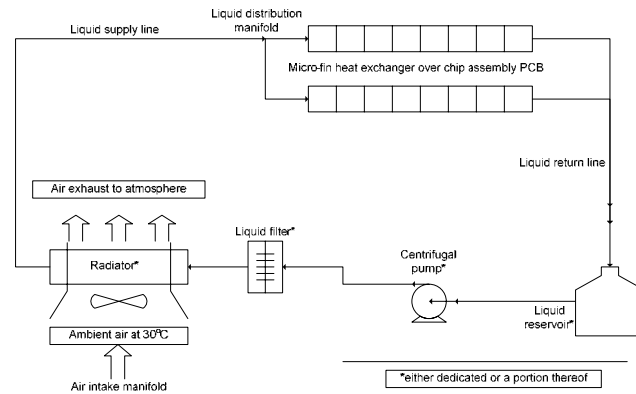 Liquid supply line
Liquid distribution
manifold
Micro-fin heat exchanger over chip assembly PCB
Liquid return line
Air exhaust to atmosphere
Liquid filter*
Radiator*
Centrifugal
pump*
Liquid
reservoir*
Ambient air at 30°C
Air intake manifold
*either dedicated or a portion thereof